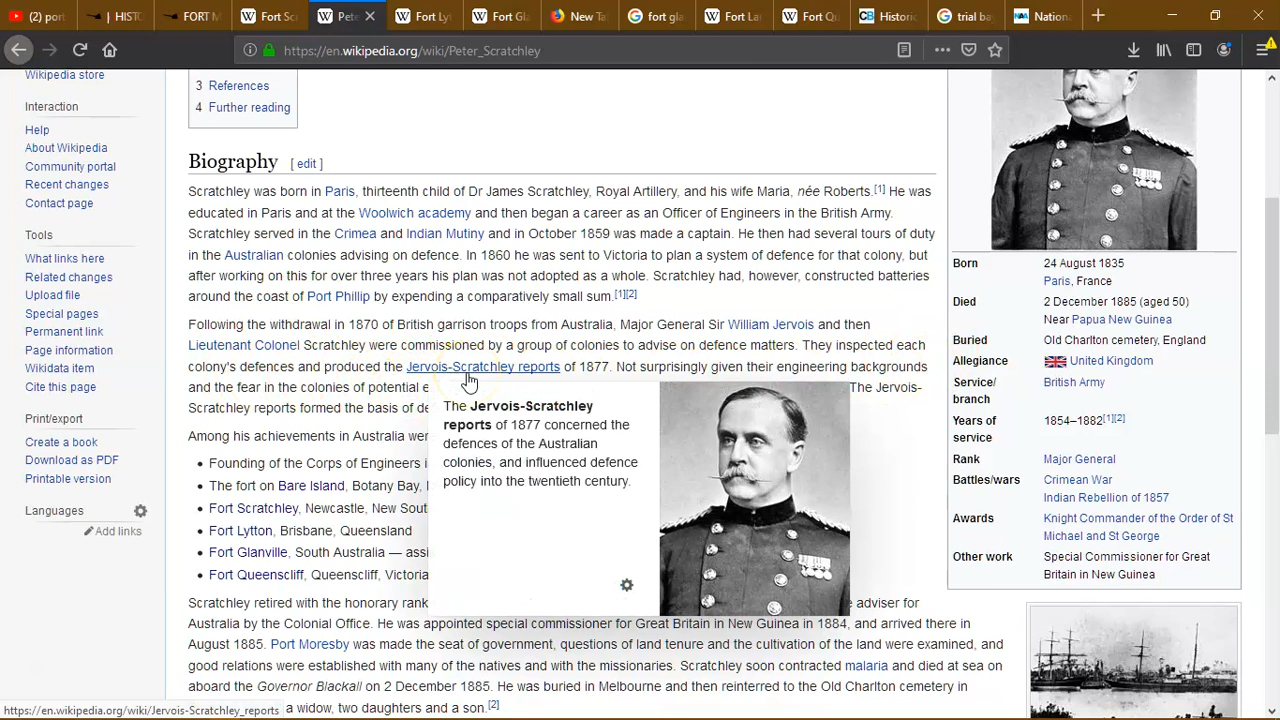 (2) port
HIST
FORT M
Fort Scr
Pete
Fort Lyt
Fort Gla
New Ta
fort gla
Fort Lan
Fort Qu
Historic
trial bay
Nation
https://en.wikipedia.org/wiki/Peter_Scratchley
Wikipedia store
Interaction
Help
About Wikipedia
Community portal
Recent changes
Contact page
Tools
What links here
Related changes
Upload file
Special pages
Permanent link
Page information
Wikidata item
Cite this page
Print/export
Create a book
Download as PDF
Printable version
Languages
Add links
3 References
4 Further reading
Biography [ edit ]
Scratchley was born in Paris, thirteenth child of Dr James Scratchley, Royal Artillery, and his wife Maria, née Roberts.[1] He was
educated in Paris and at the Woolwich academy and then began a career as an Officer of Engineers in the British Army.
Scratchley served in the Crimea and Indian Mutiny and in October 1859 was made a captain. He then had several tours of duty
in the Australian colonies advising on defence. In 1860 he was sent to Victoria to plan a system of defence for that colony, but
after working on this for over three years his plan was not adopted as a whole. Scratchley had, however, constructed batteries
around the coast of Port Phillip by expending a comparatively small sum.[1][2]
Following the withdrawal in 1870 of British garrison troops from Australia, Major General Sir William Jervois and then
Lieutenant Colonel Scratchley were commissioned by a group of colonies to advise on defence matters. They inspected each
colony's defences and produced the Jervois-Scratchley reports of 1877. Not surprisingly given their engineering backgrounds
and the fear in the colonies of potential e The Jervois-
Scratchley reports formed the basis of de
Among his achievements in Australia wer
• Founding of the Corps of Engineers i
• The fort on Bare Island, Botany Bay,
• Fort Scratchley, Newcastle, New Sout
• Fort Lytton, Brisbane, Queensland
• Fort Glanville, South Australia — assi
• Fort Queenscliff, Queenscliff, Victoria
The Jervois-Scratchley
reports of 1877 concerned the
defences of the Australian
colonies, and influenced defence
policy into the twentieth century.
Scratchley retired with the honorary rank e adviser for
Australia by the Colonial Office. He was appointed special commissioner for Great Britain in New Guinea in 1884, and arrived there in
August 1885. Port Moresby was made the seat of government, questions of land tenure and the cultivation of the land were examined, and
good relations were established with many of the natives and with the missionaries. Scratchley soon contracted malaria and died at sea on
aboard the Governor Blackall on 2 December 1885. He was buried in Melbourne and then reinterred to the Old Charlton cemetery in
a widow, two daughters and a son.[2]
Born 24 August 1835
Paris, France
Died 2 December 1885 (aged 50)
Near Papua New Guinea
Buried Old Charlton cemetery, England
Allegiance United Kingdom
Service/ British Army
branch
Years of 1854–1882[1][2]
service
Rank Major General
Battles/wars Crimean War
Indian Rebellion of 1857
Awards Knight Commander of the Order of St
Michael and St George
Other work Special Commissioner for Great
Britain in New Guinea
https://en.wikipedia.org/wiki/Jervois-Scratchley_reports